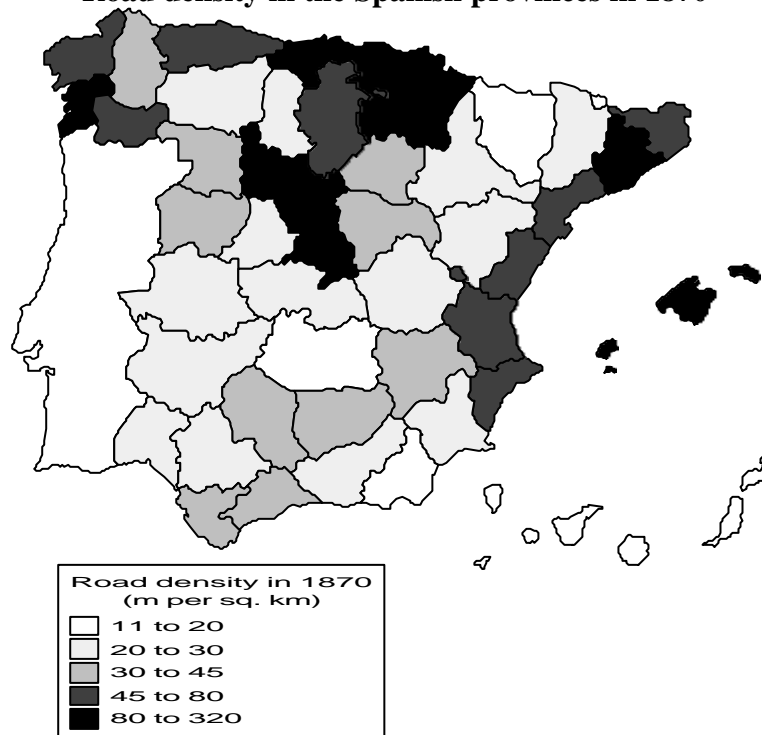 Road density in the Spanish provinces in 1870
Road density in 1870
(m per sq. km)
11 to 20
20 to 30
30 to 45
45 to 80
80 to 320